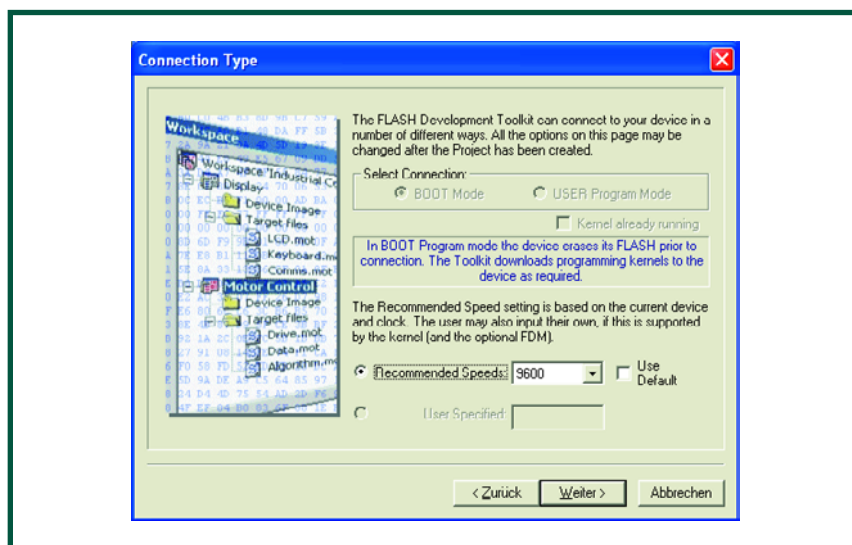 Connection Type
Workspace
Workspace 'Industrial Co
Display
Device Image
Target files
LCD.mot
Keyboard.m
Comms.mot
Motor Control
Device Image
Target files
Drive.mot
Data.mot
Algorithm.mo
The FLASH Development Toolkit can connect to your device in a
number of different ways. All the options on this page may be
changed after the Project has been created.
Select Connection:
BOOT Mode USER Program Mode
Kernel already running
In BOOT Program mode the device erases its FLASH prior to
connection. The Toolkit downloads programming kernels to the
device as required.
The Recommended Speed setting is based on the current device
and clock. The user may also input their own, if this is supported
by the kernel (and the optional FDM).
Recommended Speeds: 9600 Use
Default
User Specified:
< Zurück Weiter > Abbrechen